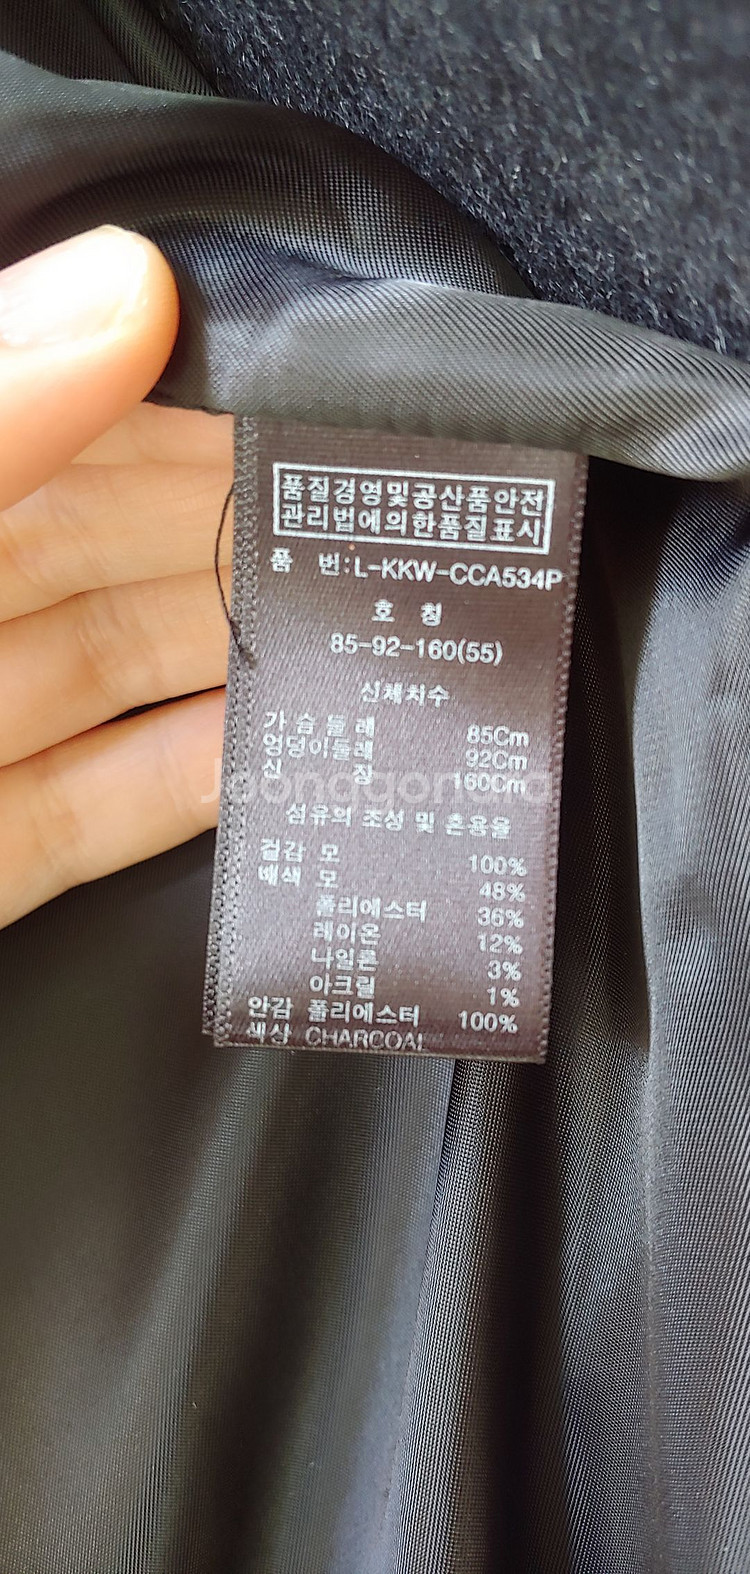 품질경영및공산품안전
관리법에의한품질표시
품 번:L-KKW-CCA534P
호 칭
85-92-160(55)
신체치수
가슴둘레 85Cm
엉덩이둘레 92Cm
신 장 160Cm
Joonggonara
섬유의 조성 및 혼용율
겉감 모 100%
배색 모 48%
폴리에스터 36%
레이온 12%
나일론 3%
아크릴 1%
안감 폴리에스터 100%
색상 CHARCOAL